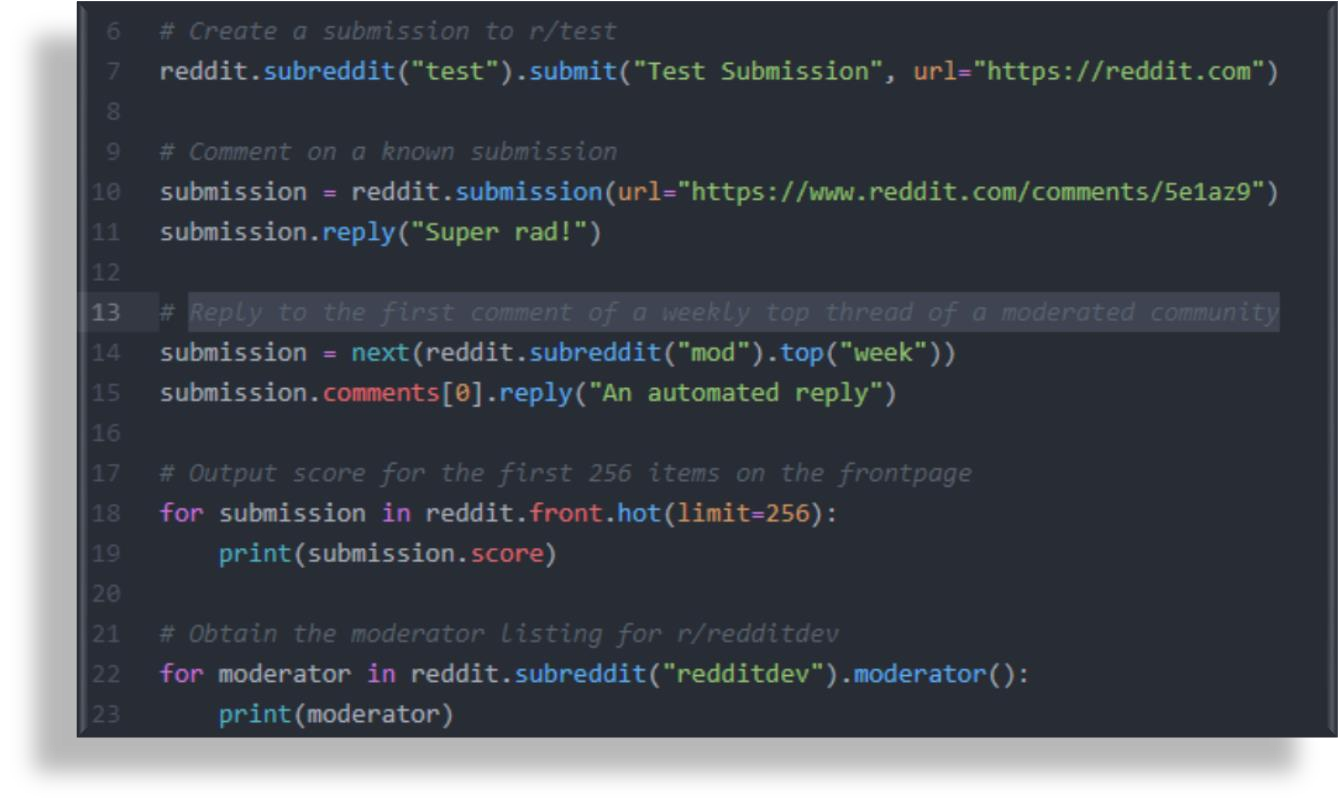 6 # Create a submission to r/test
7 reddit.subreddit("test").submit("Test Submission", url="https://reddit.com")
8
9 # Comment on a known submission
10 submission = reddit.submission(url="https://www.reddit.com/comments/5e1az9")
11 submission.reply("Super rad!")
12
13 # Reply to the first comment of a weekly top thread of a moderated community
14 submission = next(reddit.subreddit("mod").top("week"))
15 submission.comments[0].reply("An automated reply")
16
17 # Output score for the first 256 items on the frontpage
18 for submission in reddit.front.hot(limit=256):
19     print(submission.score)
20
21 # Obtain the moderator listing for r/redditdev
22 for moderator in reddit.subreddit("redditdev").moderator():
23     print(moderator)